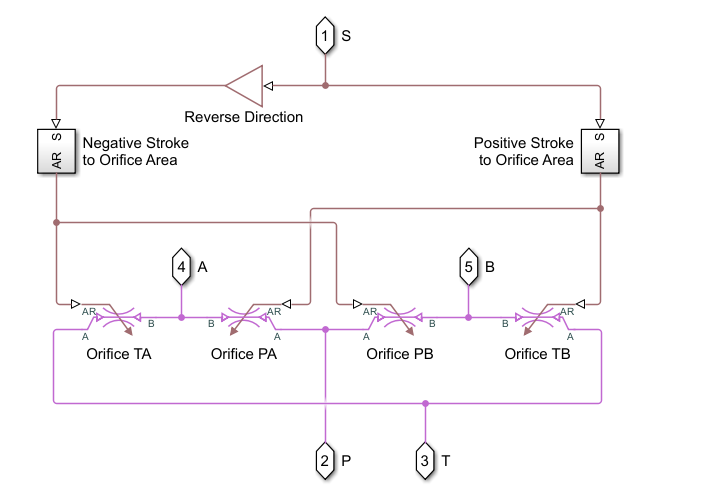 1 S
Reverse Direction
S
AR
Negative Stroke
to Orifice Area
Positive Stroke
to Orifice Area
S
AR
4 A
5 B
AR
A
B
Orifice TA
B
AR
A
Orifice PA
AR
A
B
Orifice PB
B
AR
A
Orifice TB
2 P
3 T